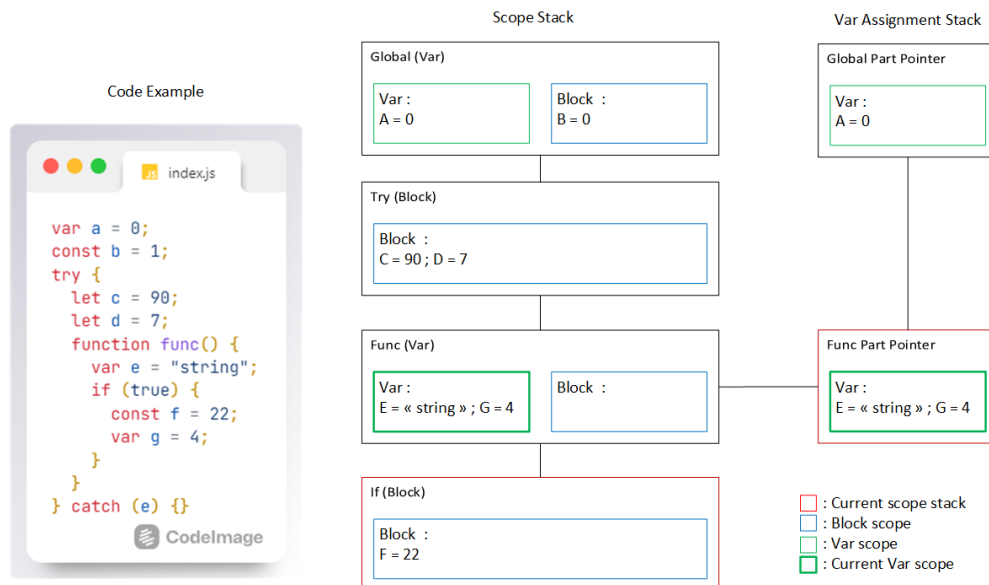 Scope Stack
Var Assignment Stack
Code Example
index.js
var a = 0;
const b = 1;
try {
  let c = 90;
  let d = 7;
  function func() {
    var e = "string";
    if (true) {
      const f = 22;
      var g = 4;
    }
  }
} catch (e) {}
CodeImage
Global (Var)
Var :
A = 0
Block :
B = 0
Try (Block)
Block :
C = 90 ; D = 7
Func (Var)
Var :
E = « string » ; G = 4
Block :
If (Block)
Block :
F = 22
Global Part Pointer
Var :
A = 0
Func Part Pointer
Var :
E = « string » ; G = 4
: Current scope stack
: Block scope
: Var scope
: Current Var scope